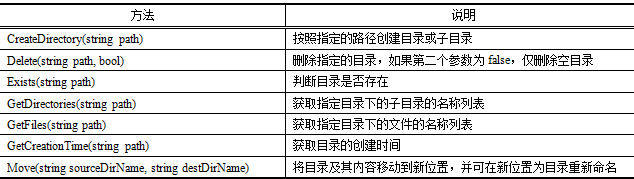 方法 说明
CreateDirectory(string path) 按照指定的路径创建目录或子目录
Delete(string path, bool) 删除指定的目录，如果第二个参数为 false，仅删除空目录
Exists(string path) 判断目录是否存在
GetDirectories(string path) 获取指定目录下的子目录的名称列表
GetFiles(string path) 获取指定目录下的文件的名称列表
GetCreationTime(string path) 获取目录的创建时间
Move(string sourceDirName, string destDirName) 将目录及其内容移动到新位置，并可在新位置为目录重新命名